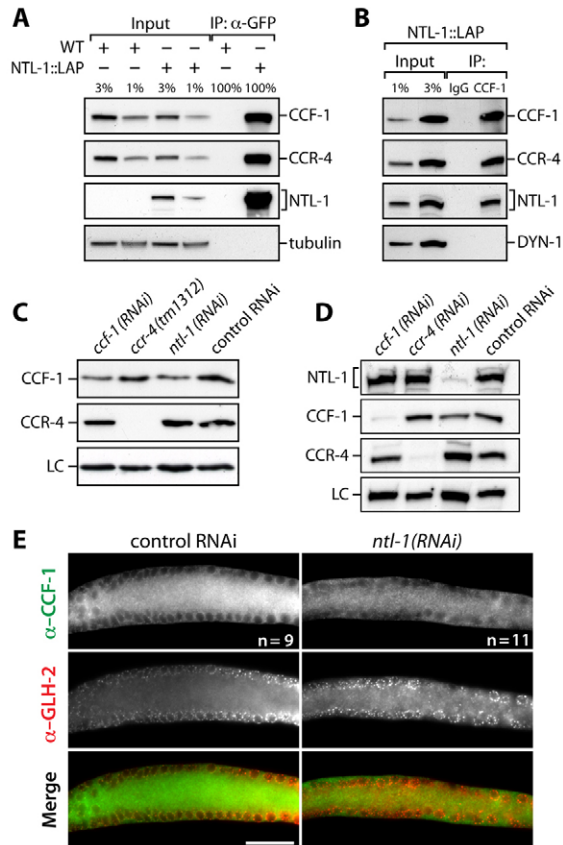 A
Input IP: α-GFP
WT + + − − + −
NTL-1::LAP − − + + − +
3% 1% 3% 1% 100% 100%
CCF-1
CCR-4
NTL-1
tubulin
B
NTL-1::LAP
Input IP:
1% 3% IgG CCF-1
CCF-1
CCR-4
NTL-1
DYN-1
C
ccf-1 (RNAi) ccr-4 (tm1312) ntl-1 (RNAi) control RNAi
CCF-1
CCR-4
LC
D
ccf-1 (RNAi) ccr-4 (RNAi) ntl-1 (RNAi) control RNAi
NTL-1
CCF-1
CCR-4
LC
E
control RNAi ntl-1(RNAi)
α-CCF-1
n = 9 n = 11
α-GLH-2
Merge